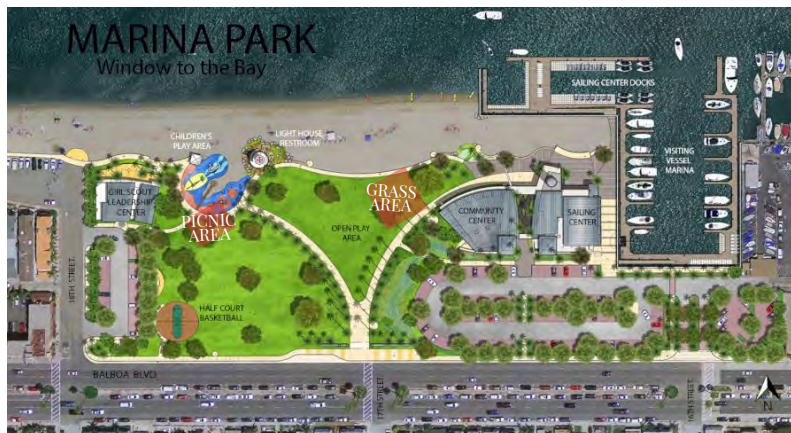 MARINA PARK
Window to the Bay
SAILING CENTER DOCKS
CHILDREN'S
PLAY AREA
LIGHT HOUSE
RESTROOM
VISITING
VESSEL
MARINA
GIRL SCOUT
LEADERSHIP
CENTER
PICNIC
AREA
GRASS
AREA
OPEN PLAY
AREA
COMMUNITY
CENTER
SAILING
CENTER
18TH STREET
HALF COURT
BASKETBALL
BALBOA BLVD.
17TH STREET
N